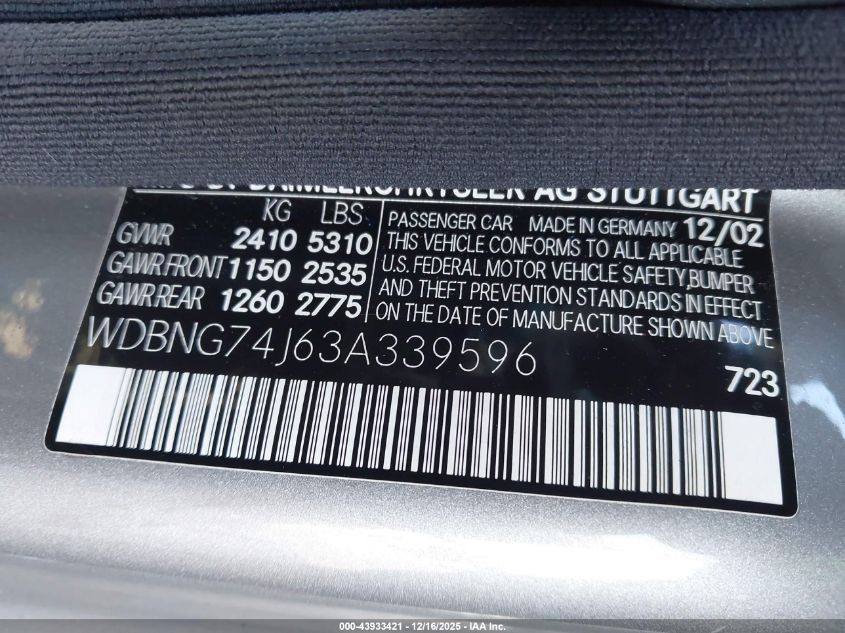 DAIMLERCHRYSLER AG STUTTGART
KG LBS
GVWR 2410 5310
GAWR FRONT 1150 2535
GAWR REAR 1260 2775
PASSENGER CAR MADE IN GERMANY 12/02
THIS VEHICLE CONFORMS TO ALL APPLICABLE
U.S. FEDERAL MOTOR VEHICLE SAFETY,BUMPER
AND THEFT PREVENTION STANDARDS IN EFFECT
ON THE DATE OF MANUFACTURE SHOWN ABOVE
WDBNG74J63A339596
723
000-43933421 - 12/16/2025 - IAA Inc.